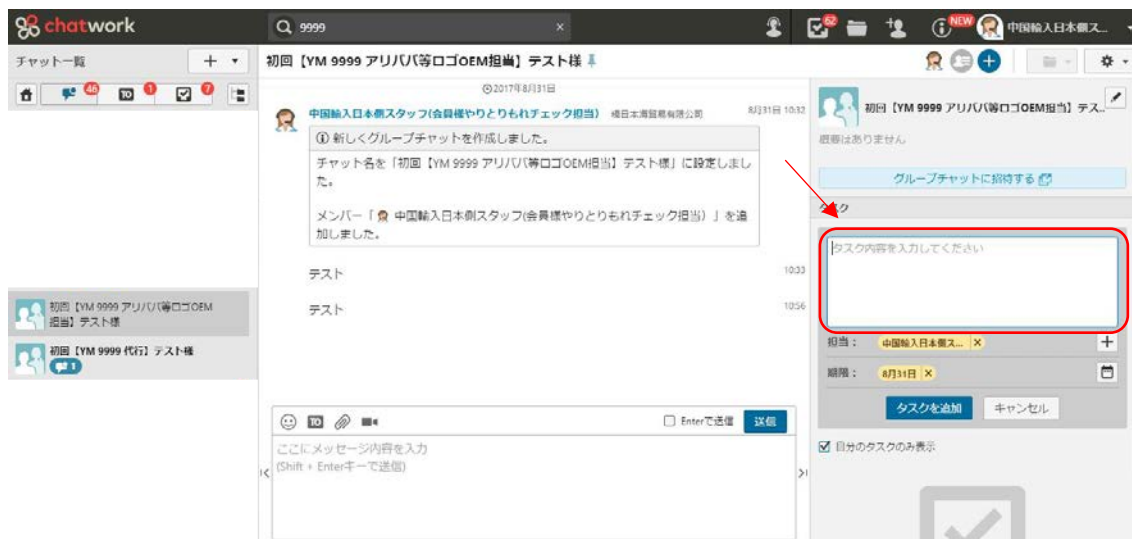 chatwork
9999
×
62
NEW
中国輸入日本側ス...
チャット一覧
初回【YM 9999 アリババ等ロゴOEM担当】テスト様
46
TO
1
7
2017年8月31日
中国輸入日本側スタッフ(会員様やりとりもれチェック担当)
8月31日 10:32
新しくグループチャットを作成しました。
チャット名を「初回【YM 9999 アリババ等ロゴOEM担当】テスト様」に設定しまし
た。
メンバー「 中国輸入日本側スタッフ(会員様やりとりもれチェック担当) 」を追
加しました。
テスト
10:33
テスト
10:56
初回【YM 9999 アリババ等ロゴOEM
担当】テスト様
初回【YM 9999 代行】テスト様
1
TO
Enterで送信
送信
ここにメッセージ内容を入力
(Shift + Enterキーで送信)
初回【YM 9999 アリババ等ロゴOEM担当】テス...
概要はありません
グループチャットに招待する
タスク
タスク内容を入力してください
担当：
中国輸入日本側ス... ×
期限：
8月31日 ×
タスクを追加
キャンセル
自分のタスクのみ表示